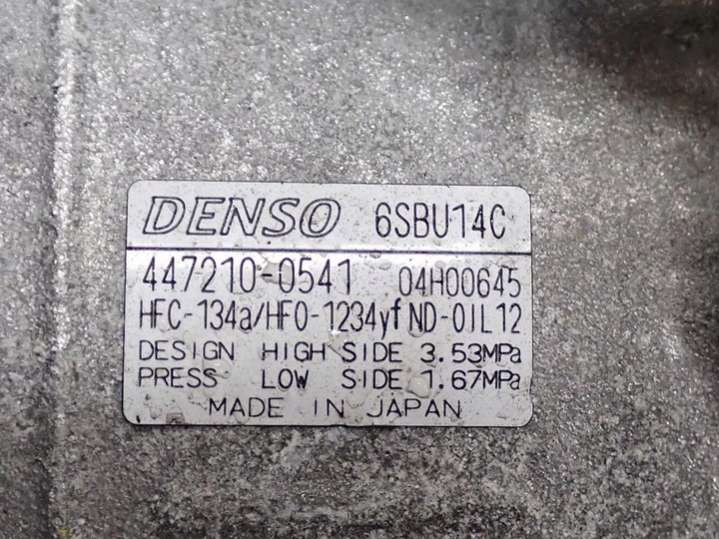 DENSO 6SBU14C
447210-0541 04H00645
HFC-134a/HFO-1234yf ND-OIL12
DESIGN HIGH SIDE 3.53MPa
PRESS LOW SIDE 1.67MPa
MADE IN JAPAN